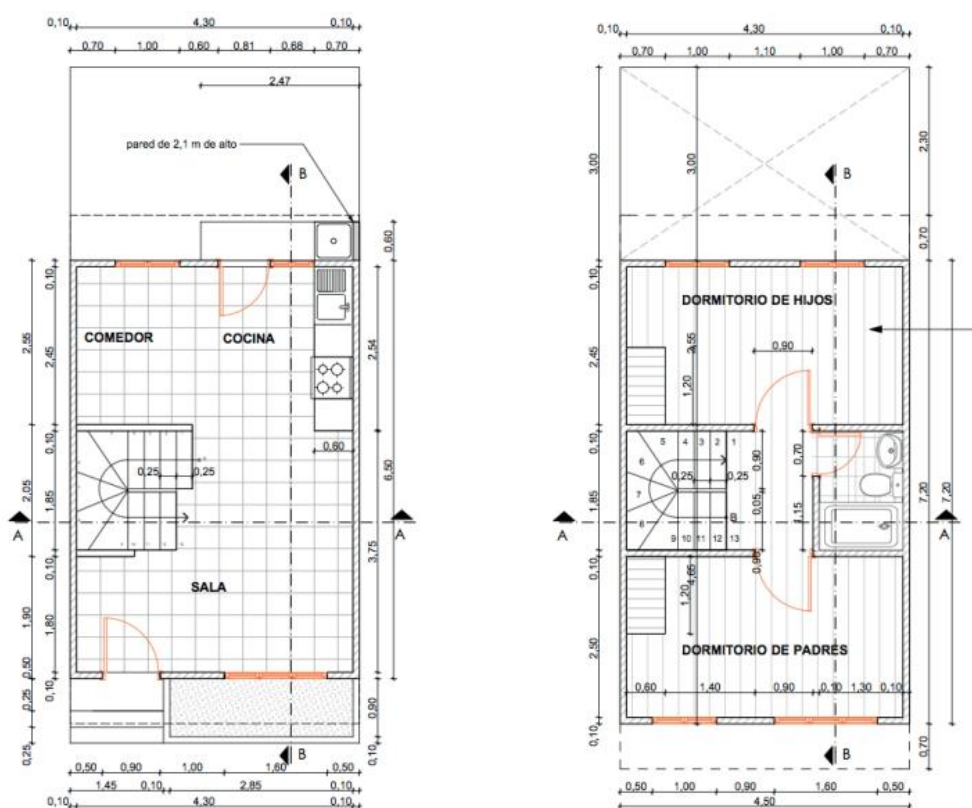 0,10 4,30 0,10
0,70 1,00 0,60 0,81 0,68 0,70
2,47
pared de 2,1 m de alto
B
0,60
0,10
2,55
2,45
2,54
COMEDOR
COCINA
0,60
0,10
0,25 0,25
2,05
1,85
6,50
A
A
0,10
3,75
SALA
1,90
1,80
0,50
0,10
0,25
0,25
0,90
0,10
B
0,50 0,90 1,00 1,60 0,50
1,45 0,10 2,85
0,10 4,30 0,10
0,10 4,30 0,10
0,70 1,00 1,10 1,00 0,70
3,00
3,00
2,30
B
0,70
0,10
DORMITORIO DE HIJOS
2,45
2,55
0,90
1,20
0,10
5 4 3 2 1
6
0,25 0,25
0,90
0,70
7
1,85
7,20
7,20
0,05
1,15
8
B
A
A
9 10 11 12 13
0,90
0,10
4,65
1,20
2,50
DORMITORIO DE PADRES
0,60 1,40 0,90 0,10 1,30 0,10
0,10
B
0,70
0,50 1,00 0,90 1,60 0,50
4,50